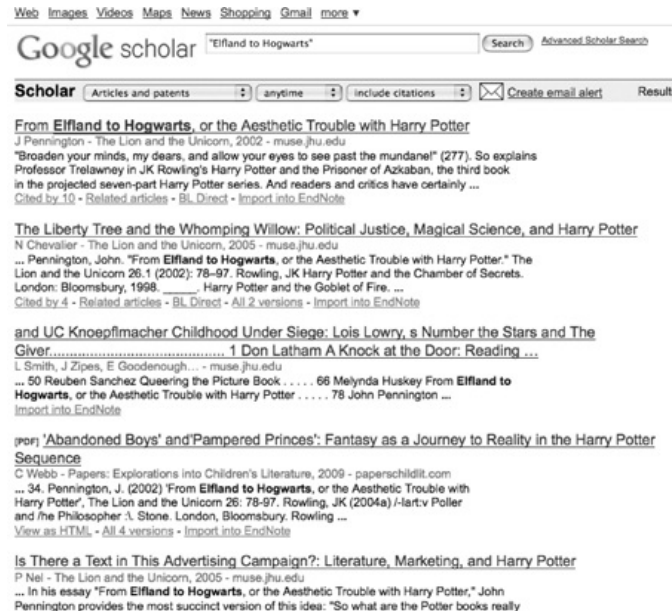 Web Images Videos Maps News Shopping Gmail more ▼
Google scholar "Elfland to Hogwarts" Search Advanced Scholar Search
Scholar Articles and patents anytime include citations Create email alert Result
From Elfland to Hogwarts, or the Aesthetic Trouble with Harry Potter
J Pennington - The Lion and the Unicorn, 2002 - muse.jhu.edu
"Broaden your minds, my dears, and allow your eyes to see past the mundane!" (277). So explains
Professor Trelawney in JK Rowling's Harry Potter and the Prisoner of Azkaban, the third book
in the projected seven-part Harry Potter series. And readers and critics have certainly ...
Cited by 10 - Related articles - BL Direct - Import into EndNote
The Liberty Tree and the Whomping Willow: Political Justice, Magical Science, and Harry Potter
N Chevalier - The Lion and the Unicorn, 2005 - muse.jhu.edu
... Pennington, John. "From Elfland to Hogwarts, or the Aesthetic Trouble with Harry Potter." The
Lion and the Unicorn 26.1 (2002): 78–97. Rowling, JK Harry Potter and the Chamber of Secrets.
London: Bloomsbury, 1998. _____. Harry Potter and the Goblet of Fire. ...
Cited by 4 - Related articles - BL Direct - All 2 versions - Import into EndNote
and UC Knoepflmacher Childhood Under Siege: Lois Lowry, s Number the Stars and The
Giver.......................................... 1 Don Latham A Knock at the Door: Reading ...
L Smith, J Zipes, E Goodenough... - muse.jhu.edu
... 50 Reuben Sanchez Queering the Picture Book . . . . . 66 Melynda Huskey From Elfland to
Hogwarts, or the Aesthetic Trouble with Harry Potter . . . . . 78 John Pennington ...
Import into EndNote
[PDF] 'Abandoned Boys' and'Pampered Princes': Fantasy as a Journey to Reality in the Harry Potter
Sequence
C Webb - Papers: Explorations into Children's Literature, 2009 - paperschildlit.com
... 34. Pennington, J. (2002) 'From Elfland to Hogwarts, or the Aesthetic Trouble with
Harry Potter', The Lion and the Unicorn 26: 78-97. Rowling, JK (2004a) /-lart:v Poller
and /he Philosopher :\. Stone. London, Bloomsbury. Rowling ...
View as HTML - All 4 versions - Import into EndNote
Is There a Text in This Advertising Campaign?: Literature, Marketing, and Harry Potter
P Nel - The Lion and the Unicorn, 2005 - muse.jhu.edu
... In his essay "From Elfland to Hogwarts, or the Aesthetic Trouble with Harry Potter," John
Pennington provides the most succinct version of this idea: "So what are the Potter books really